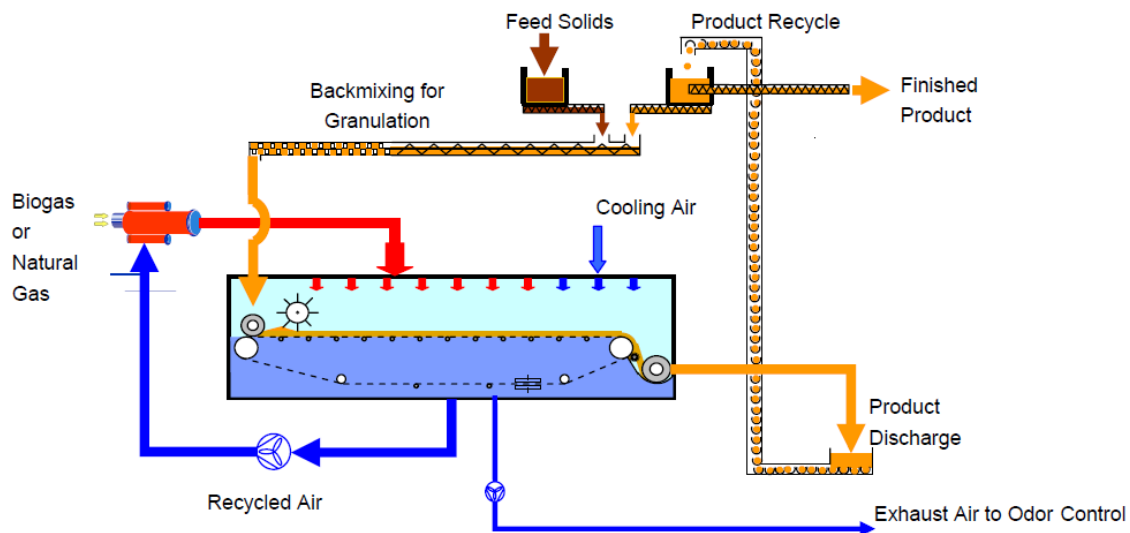 Feed Solids
Product Recycle
Backmixing for
Granulation
Finished
Product
Biogas
or
Natural
Gas
Cooling Air
Product
Discharge
Recycled Air
Exhaust Air to Odor Control